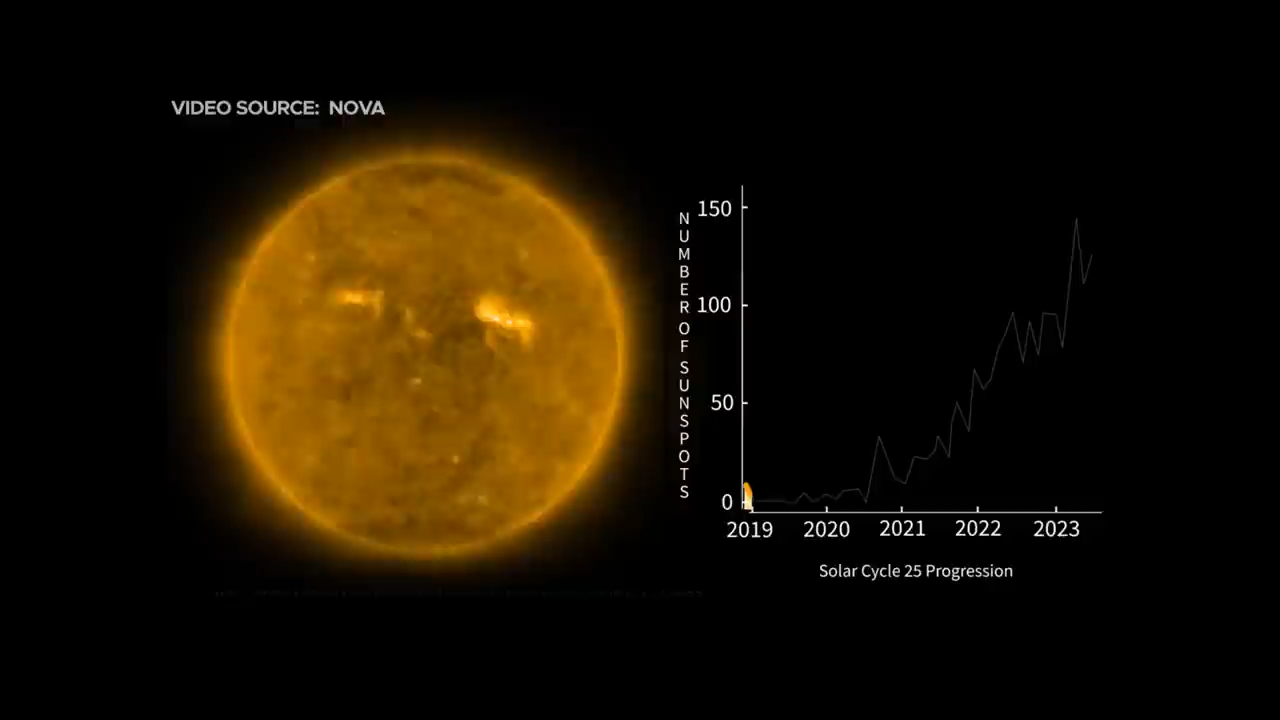 VIDEO SOURCE: NOVA
NUMBER OF SUNSPOTS
150
100
50
0
2019 2020 2021 2022 2023
Solar Cycle 25 Progression